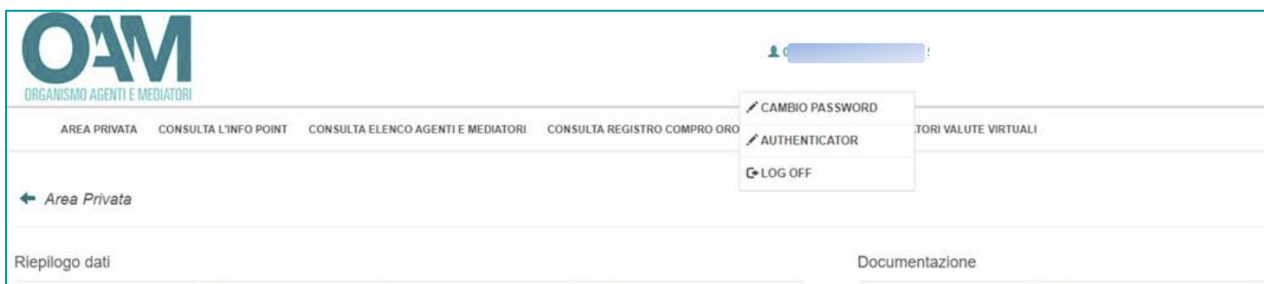 OAM
ORGANISMO AGENTI E MEDIATORI
CAMBIO PASSWORD
AUTHENTICATOR
LOG OFF
AREA PRIVATA CONSULTA L'INFO POINT CONSULTA ELENCO AGENTI E MEDIATORI CONSULTA REGISTRO COMPRO ORO VALUTE VIRTUALI
Area Privata
Riepilogo dati Documentazione